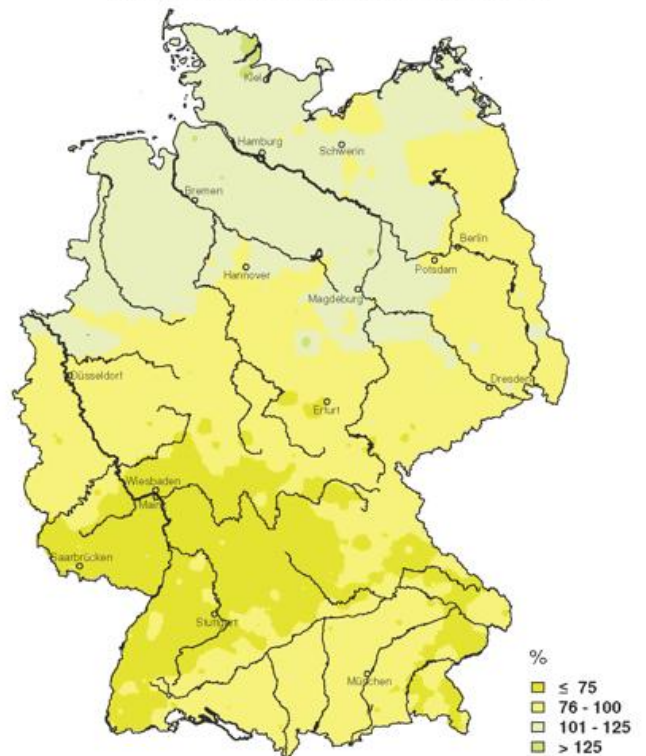 Kiel
Hamburg
Schwerin
Bremen
Berlin
Potsdam
Hannover
Magdeburg
Düsseldorf
Dresden
Erfurt
Wiesbaden
Mainz
Saarbrücken
Stuttgart
München
%
≤ 75
76 - 100
101 - 125
> 125